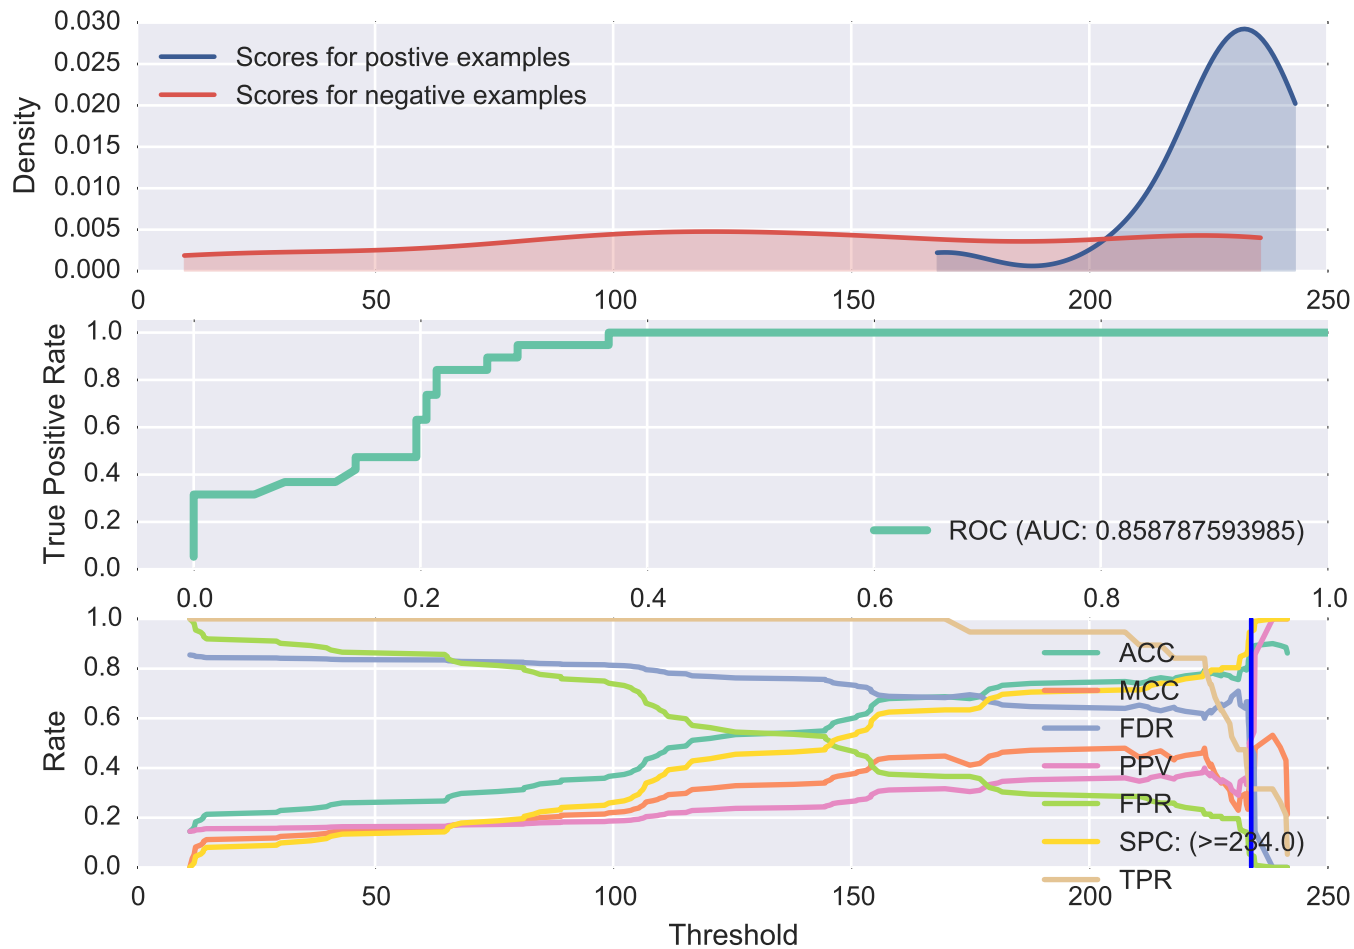 0.030
0.025
0.020
0.015
0.010
0.005
0.000
Density
Scores for postive examples
Scores for negative examples
0 50 100 150 200 250
1.0
0.8
0.6
0.4
0.2
0.0
True Positive Rate
ROC (AUC: 0.858787593985)
0.0 0.2 0.4 0.6 0.8 1.0
1.0
0.8
0.6
0.4
0.2
0.0
Rate
ACC
MCC
FDR
PPV
FPR
SPC: (>=234.0)
TPR
0 50 100 150 200 250
Threshold